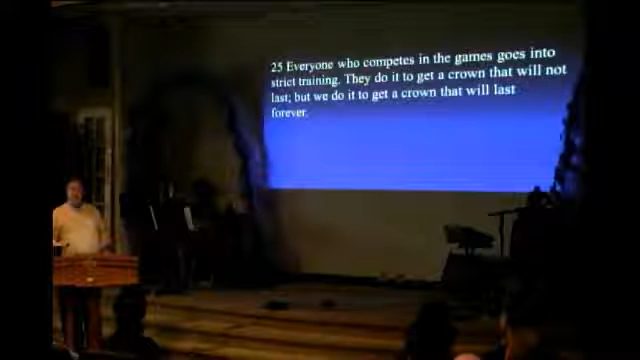 25 Everyone who competes in the games goes into
strict training. They do it to get a crown that will not
last; but we do it to get a crown that will last
forever.